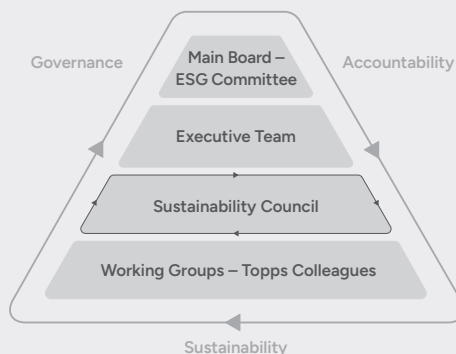 Governance
Main Board –
ESG Committee
Accountability
Executive Team
Sustainability Council
Working Groups – Topps Colleagues
Sustainability